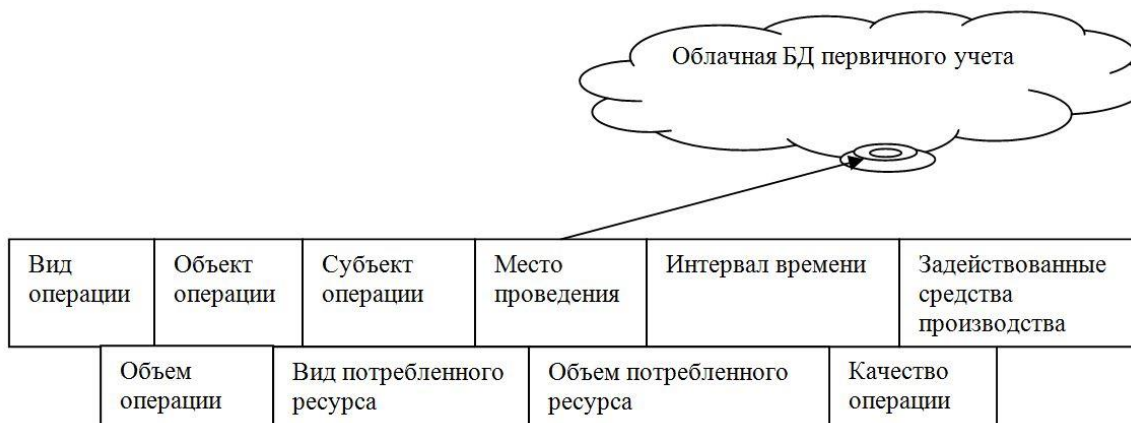 Облачная БД первичного учета
Вид
операции
Объект
операции
Субъект
операции
Место
проведения
Интервал времени
Задействованные
средства
производства
Объем
операции
Вид потребленного
ресурса
Объем потребленного
ресурса
Качество
операции